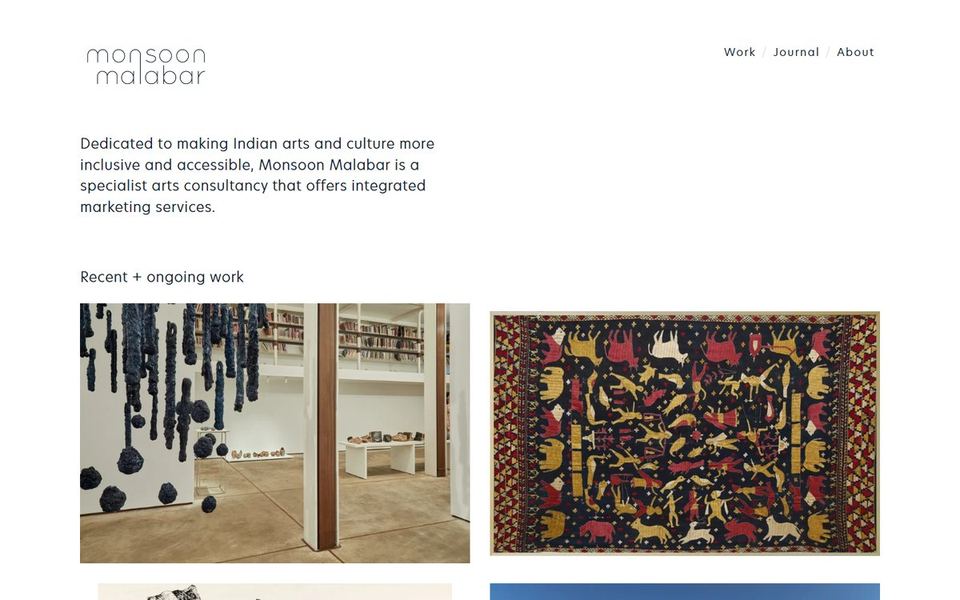 monsoon
malabar
Work / Journal / About
Dedicated to making Indian arts and culture more
inclusive and accessible, Monsoon Malabar is a
specialist arts consultancy that offers integrated
marketing services.
Recent + ongoing work